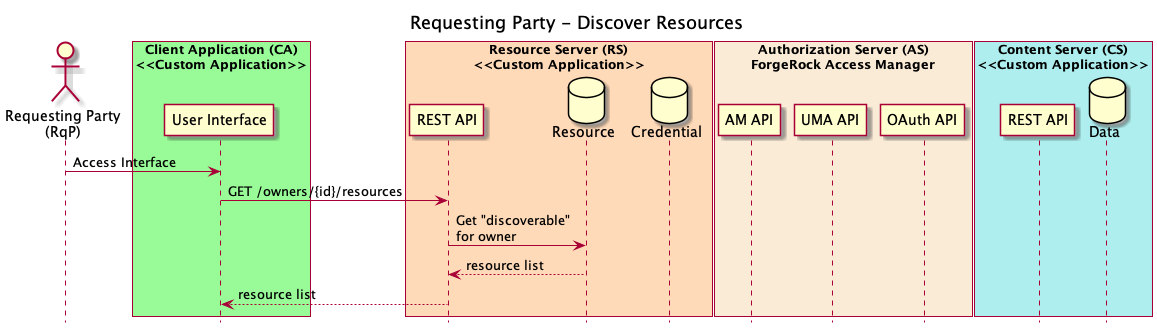 Requesting Party - Discover Resources
Client Application (CA)
<<Custom Application>>
Resource Server (RS)
<<Custom Application>>
Authorization Server (AS)
ForgeRock Access Manager
Content Server (CS)
<<Custom Application>>
Requesting Party
(RqP)
User Interface
REST API
Resource
Credential
AM API
UMA API
OAuth API
REST API
Data
Access Interface
GET /owners/{id}/resources
Get "discoverable"
for owner
resource list
resource list